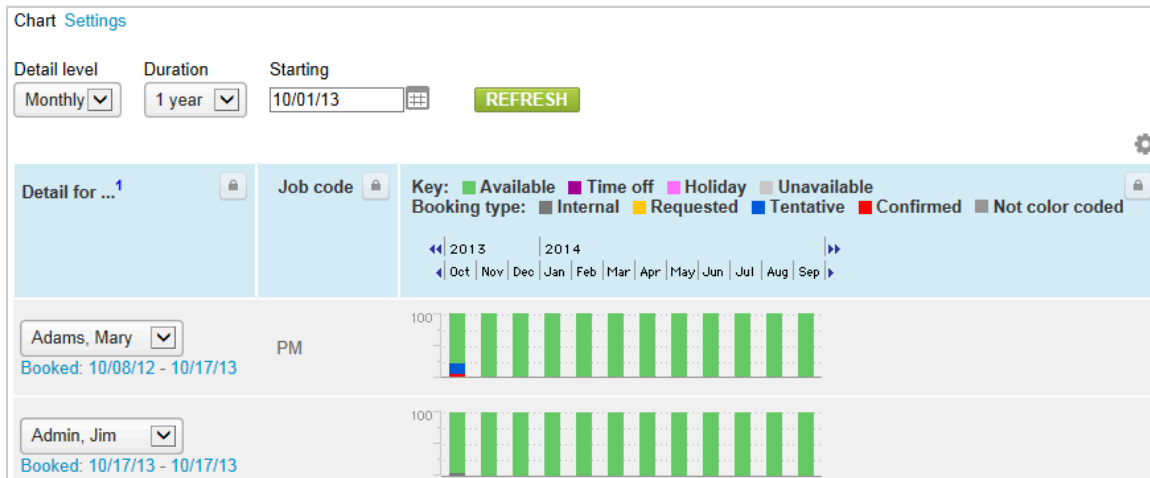 Chart Settings
Detail level Duration Starting
Monthly 1 year 10/01/13 REFRESH
Detail for ...1 Job code Key: Available Time off Holiday Unavailable
Booking type: Internal Requested Tentative Confirmed Not color coded
2013 2014
Oct Nov Dec Jan Feb Mar Apr May Jun Jul Aug Sep
100
Adams, Mary PM
Booked: 10/08/12 - 10/17/13
100
Admin, Jim
Booked: 10/17/13 - 10/17/13